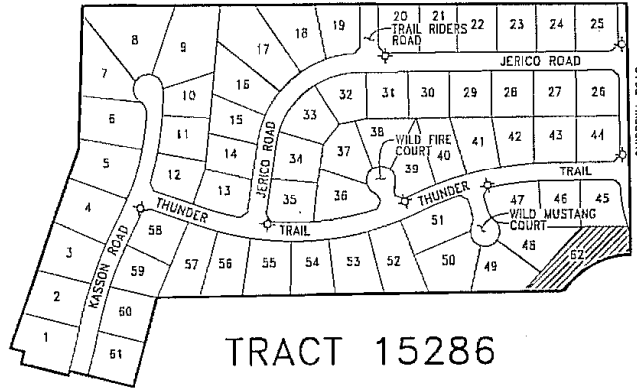 20 21 22 23 24 25
19
18
17
9
8
7
TRAIL RIDERS
ROAD
JERICO ROAD
16
10
6
15
11
33 32 31 30 29 28 27 26
5
14
34
37
38
WILD FIRE
COURT
39
40
41 42 43 44
12
13
JERICO ROAD
35
36
THUNDER TRAIL
4
THUNDER TRAIL
47 46 45
WILD MUSTANG
COURT
3
KASSON ROAD
58
59
57 56 55 54 53 52 51 50 49 48
62
2
60
1
61
TRACT 15286